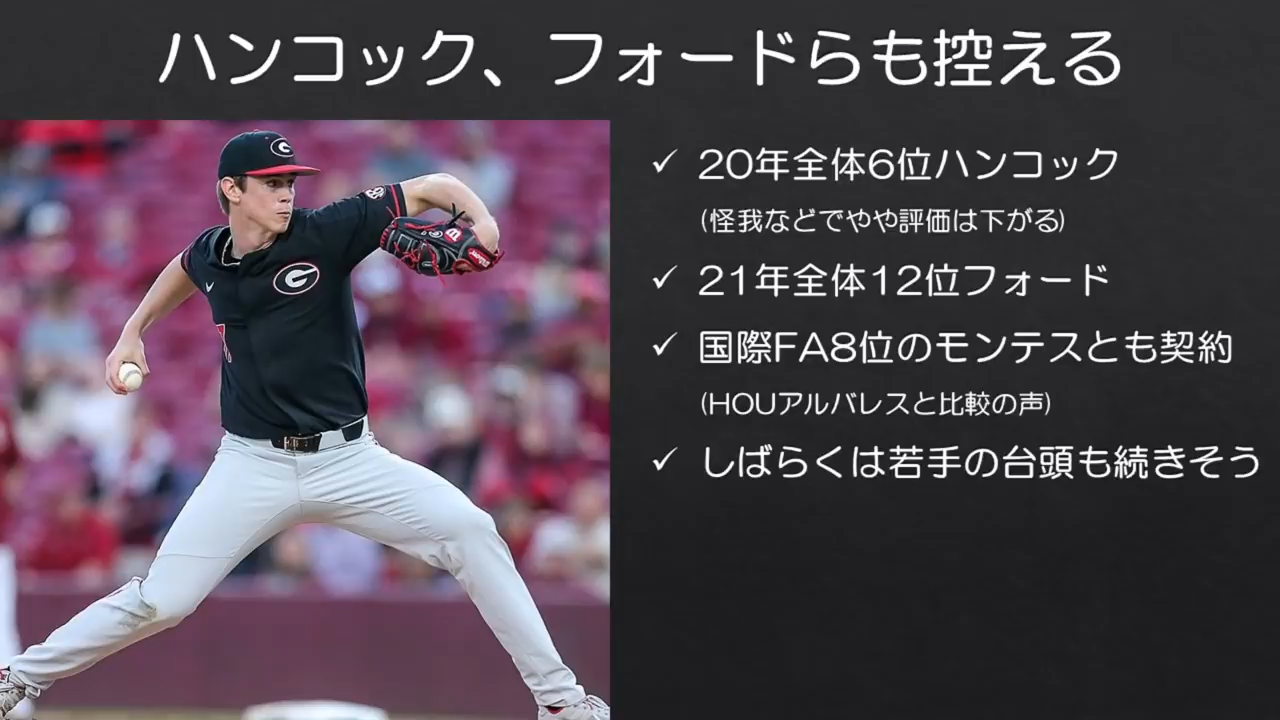 ハンコック、フォードらも控える
✓ 20年全体6位ハンコック
(怪我などでやや評価は下がる)
✓ 21年全体12位フォード
✓ 国際FA8位のモンテスとも契約
(HOUアルバレスと比較の声)
✓ しばらくは若手の台頭も続きそう
G
G